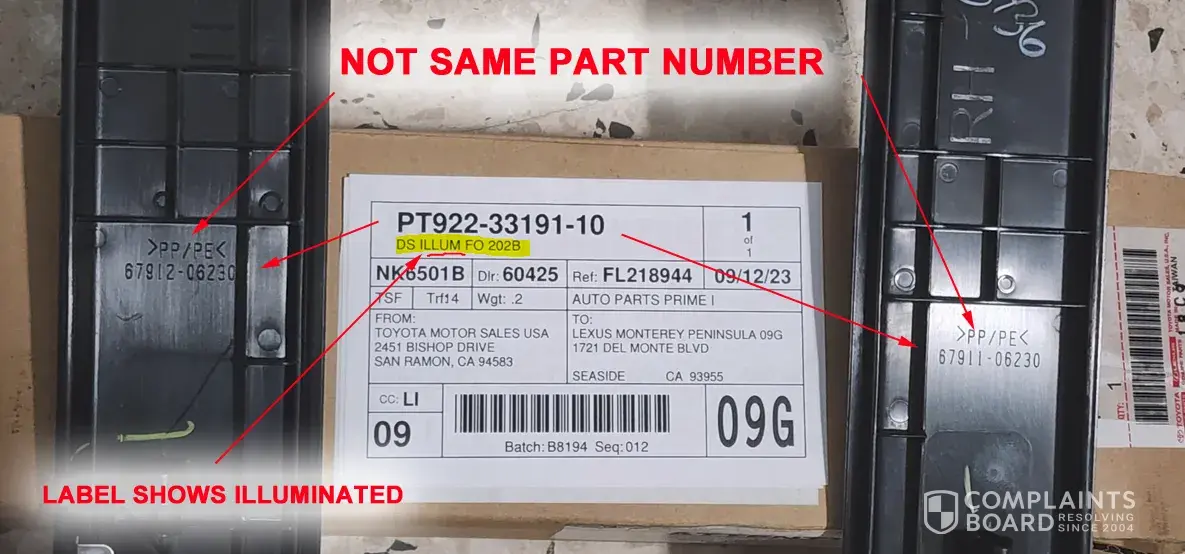 NOT SAME PART NUMBER
>PP/PE<
67912-06230
PT922-33191-10
DS ILLUM FO 202B
1
of
1
NK6501B
Dlr: 60425
Ref: FL218944
09/12/23
TSF
Trf14
Wgt: .2
AUTO PARTS PRIME I
FROM:
TOYOTA MOTOR SALES USA
2451 BISHOP DRIVE
SAN RAMON, CA 94583
TO:
LEXUS MONTEREY PENINSULA 09G
1721 DEL MONTE BLVD
SEASIDE CA 93955
CC: LI
09
Batch: B8194 Seq: 012
09G
RH
>PP/PE<
67911-06230
QTY: 1
TAIWAN
LABEL SHOWS ILLUMINATED
COMPLAINTS
BOARD
RESOLVING
SINCE 2004